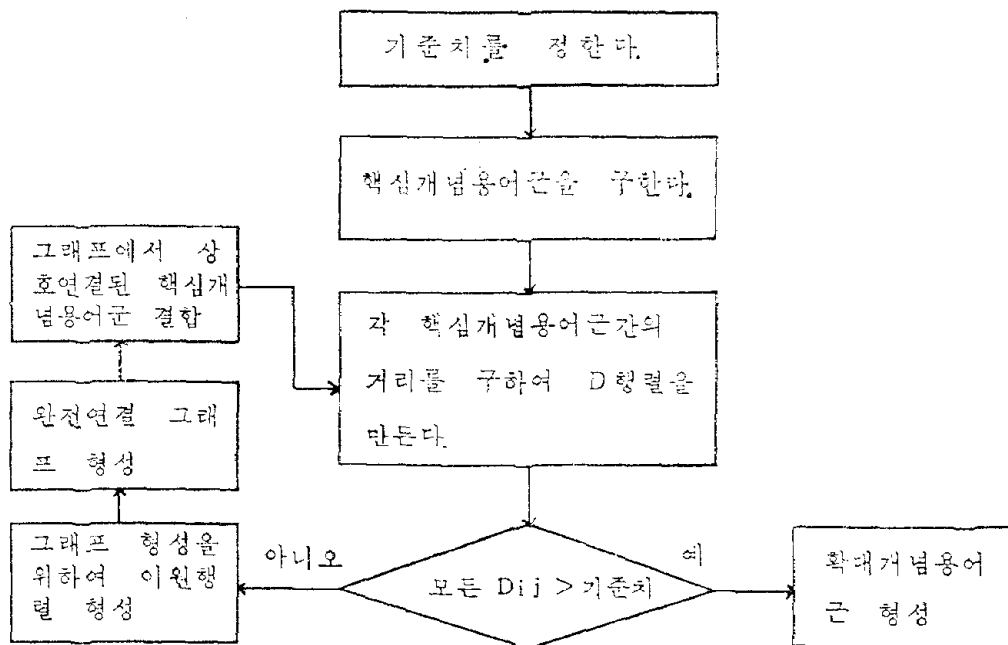 기준치를 정한다.
핵심개념용어군을 구한다.
그래프에서 상
호연결된 핵심개
념용어군 결합
각 핵심개념용어군간의
거리를 구하여 D행렬을
만든다.
완전연결 그래
프 형성
그래프 형성을
위하여 이원행
렬 형성
아니오
모든 Dij > 기준치
예
확대개념용어
군 형성